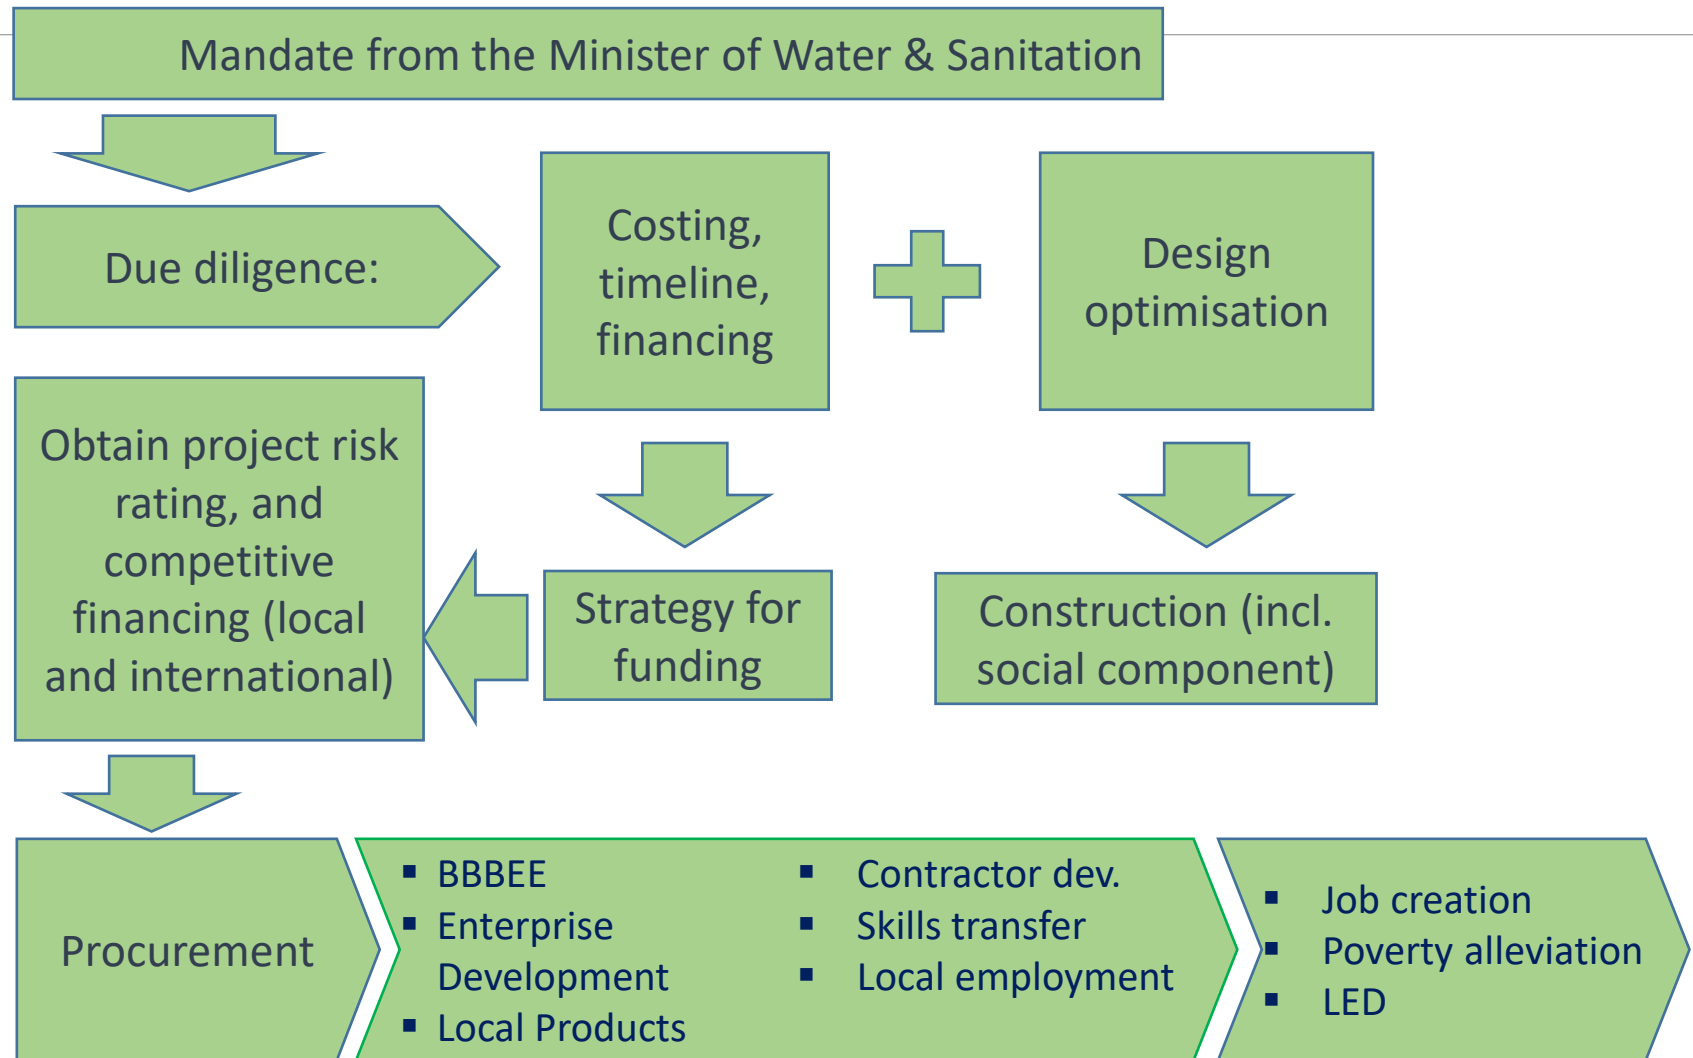 Mandate from the Minister of Water & Sanitation
Due diligence:
Costing,
timeline,
financing
Design
optimisation
Obtain project risk
rating, and
competitive
financing (local
and international)
Strategy for
funding
Construction (incl.
social component)
Procurement
▪ BBBEE
▪ Enterprise
Development
▪ Local Products
▪ Contractor dev.
▪ Skills transfer
▪ Local employment
▪ Job creation
▪ Poverty alleviation
▪ LED